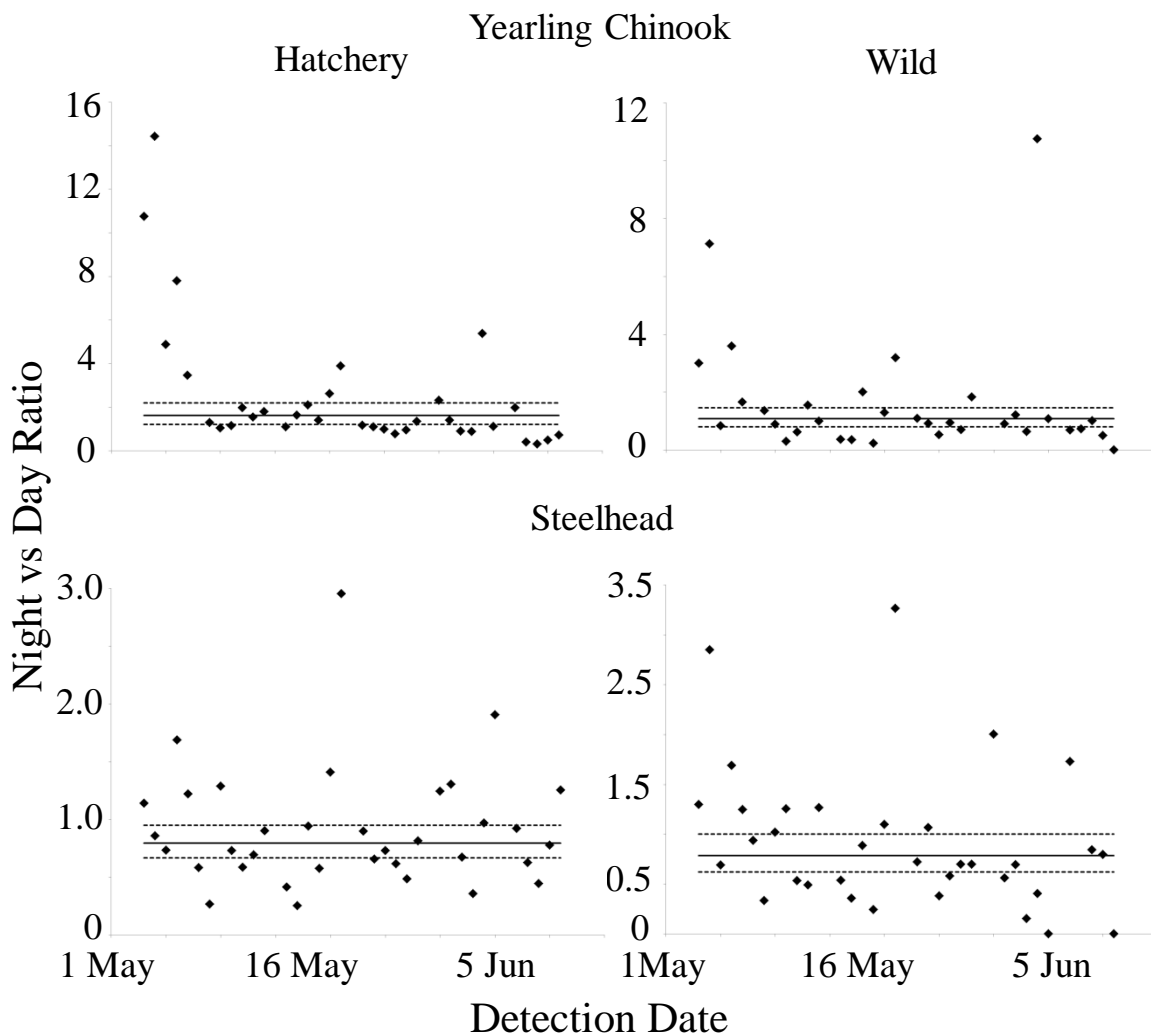 Yearling Chinook
Hatchery
Wild
16
12
8
4
0
12
8
4
0
Night vs Day Ratio
Steelhead
3.0
2.0
1.0
0
3.5
2.5
1.5
0.5
0
1 May
16 May
5 Jun
1May
16 May
5 Jun
Detection Date